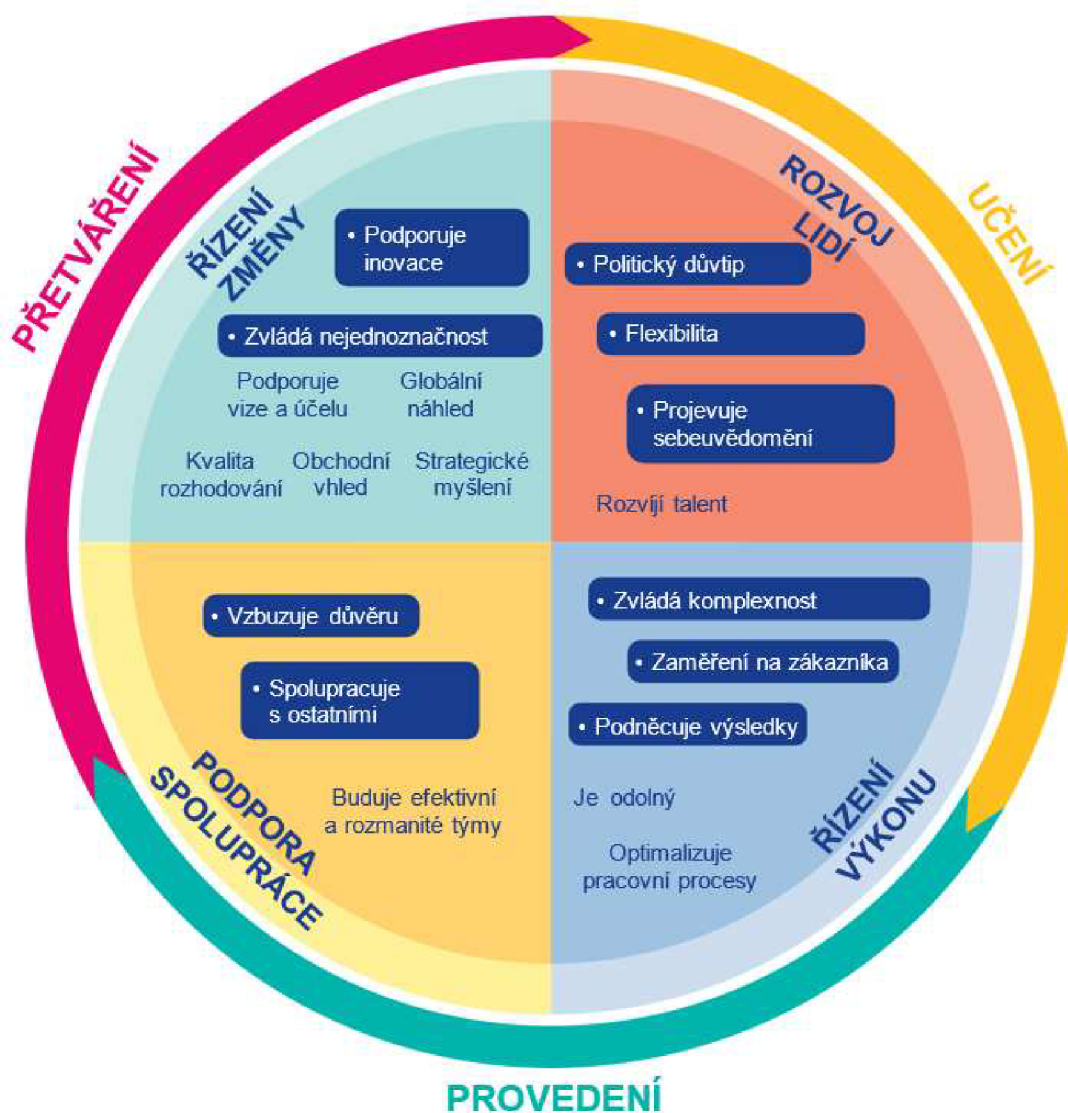 PŘETVÁŘENÍ
UČENÍ
PROVEDENÍ
ŘÍZENÍ
ZMĚNY
• Podporuje
inovace
• Zvládá nejednoznačnost
Podporuje
vize a účelu
Globální
náhled
Kvalita
rozhodování
Obchodní
vhled
Strategické
myšlení
ROZVOJ
LIDÍ
• Politický důvtip
• Flexibilita
• Projevuje
sebeuvědomění
Rozvíjí talent
• Vzbuzuje důvěru
• Spolupracuje
s ostatními
Buduje efektivní
a rozmanité týmy
PODPORA
SPOLUPRÁCE
• Zvládá komplexnost
• Zaměření na zákazníka
• Podněcuje výsledky
Je odolný
Optimalizuje
pracovní procesy
ŘÍZENÍ
VÝKONU